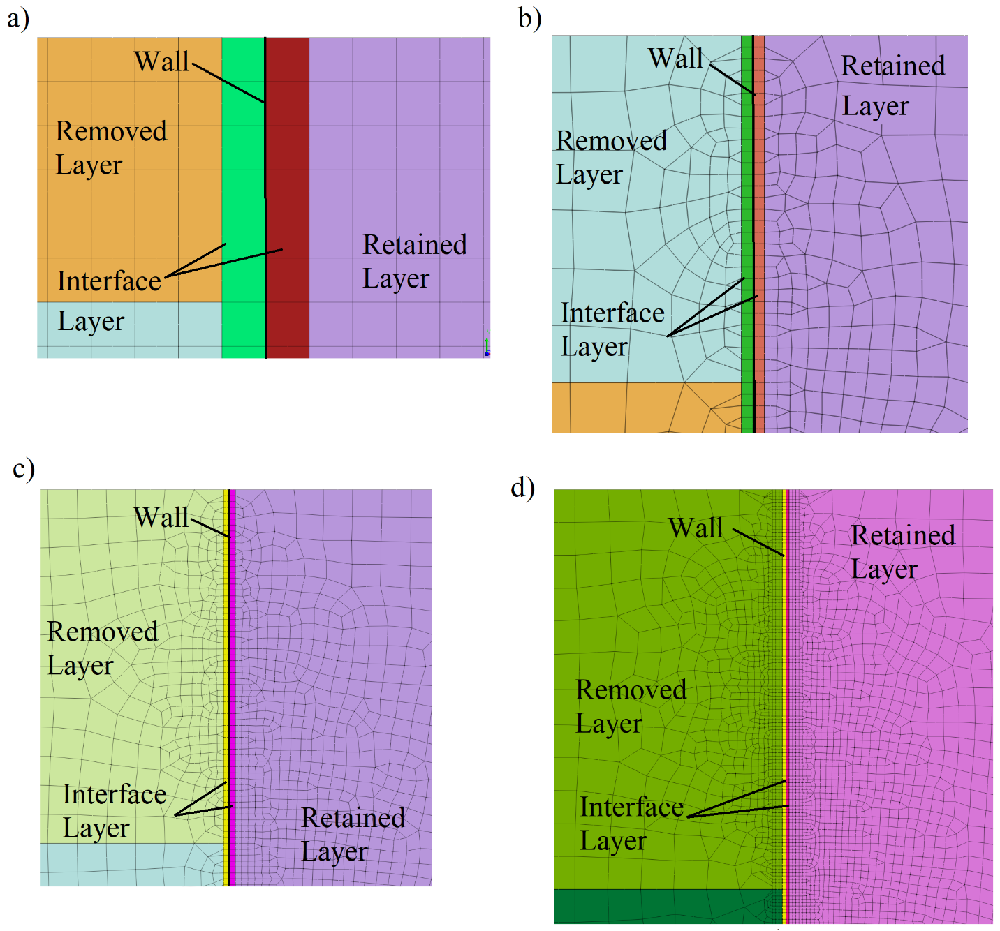 a)
Wall
Removed
Layer
Retained
Layer
Interface
Layer
b)
Wall
Retained
Layer
Removed
Layer
Interface
Layer
c)
Wall
Removed
Layer
Interface
Layer
Retained
Layer
d)
Wall
Retained
Layer
Removed
Layer
Interface
Layer